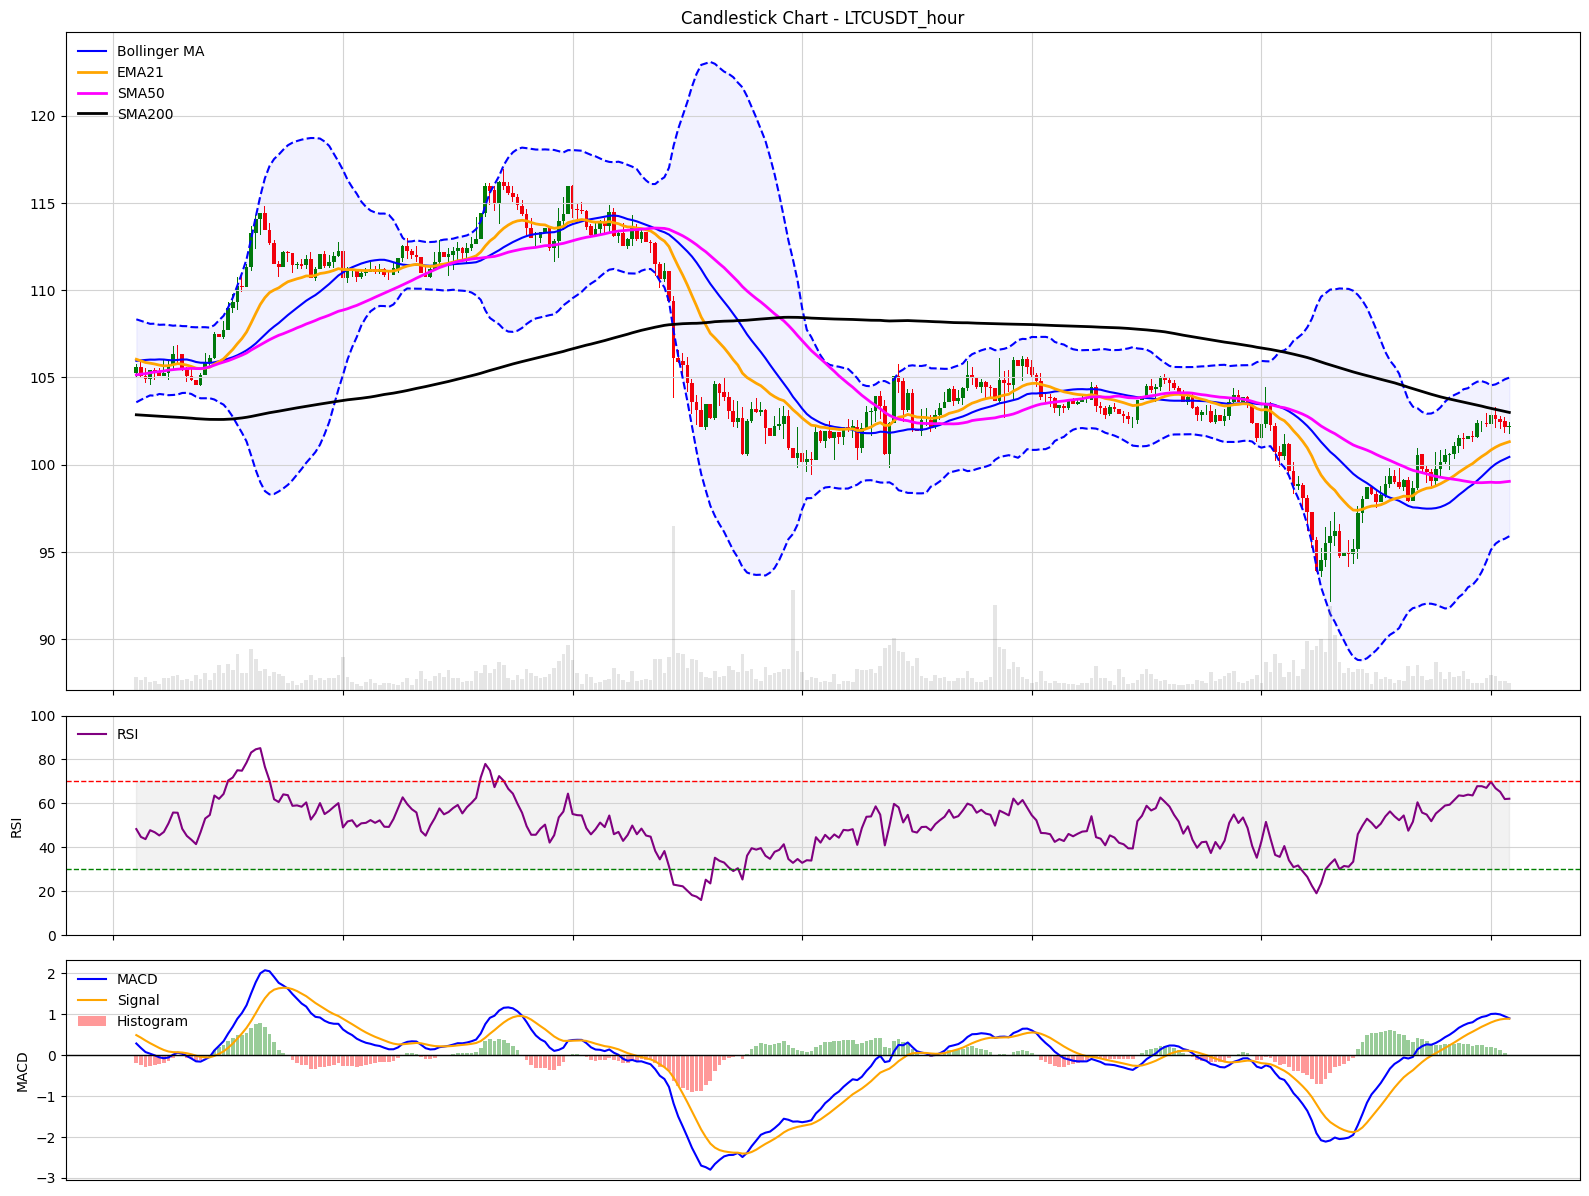 Candlestick Chart - LTCUSDT_hour
Bollinger MA
EMA21
SMA50
SMA200
120
115
110
105
100
95
90
RSI
100
80
60
40
20
0
RSI
MACD
Signal
Histogram
2
1
0
−1
−2
−3
MACD